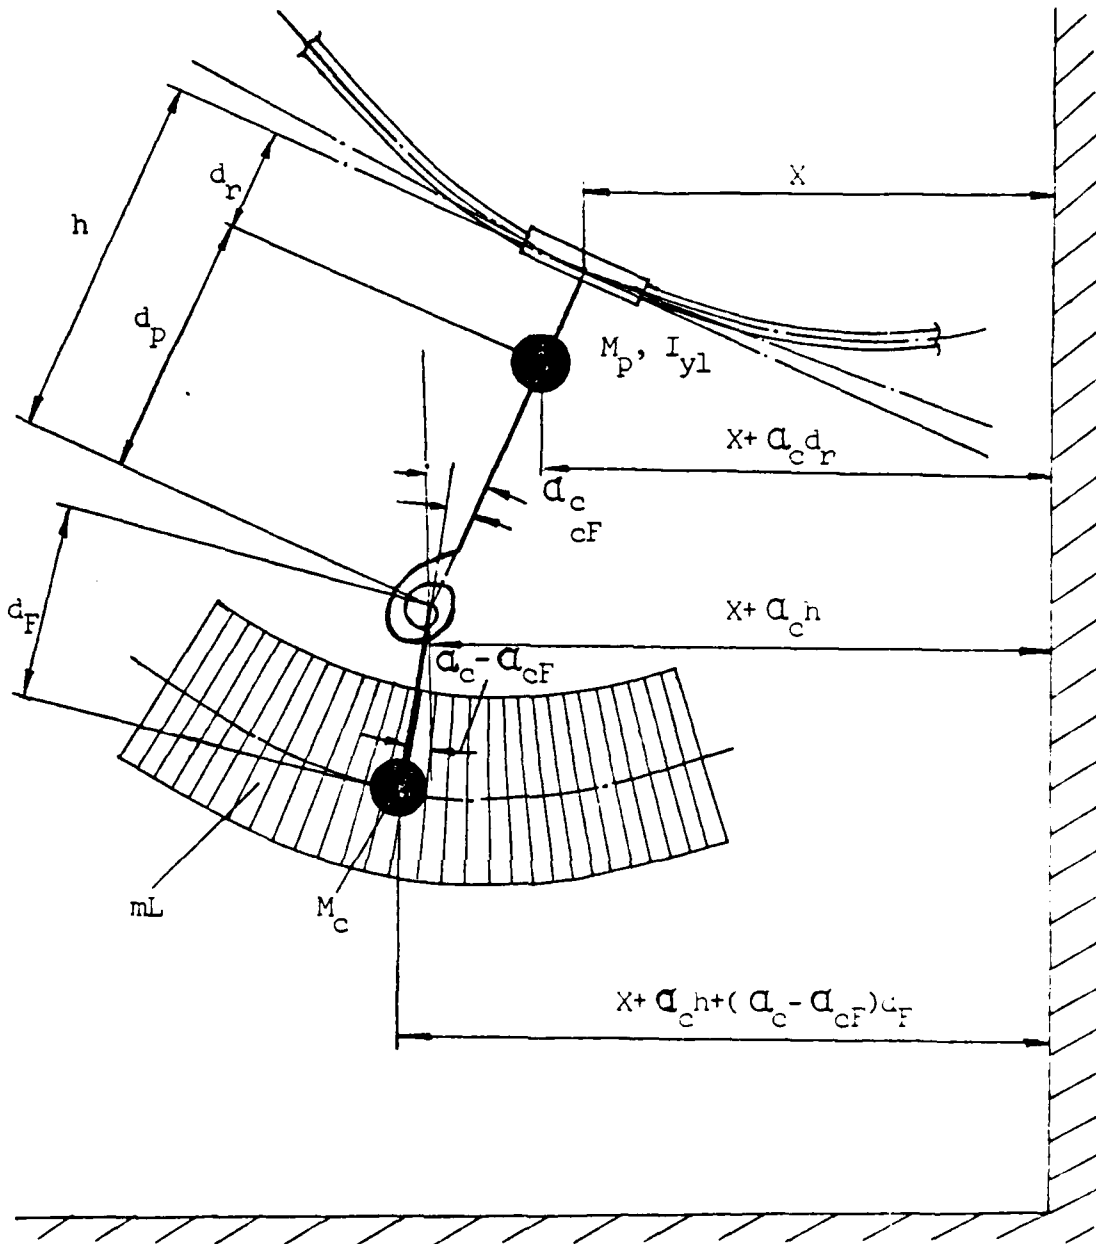 X
d_r
h
d_p
M_p, I_y1
X+ α_c d_r
α_c
cF
d_F
X+ α_c h
α_c - α_cF
mL
M_c
X+ α_c h+( α_c - α_cF)d_F